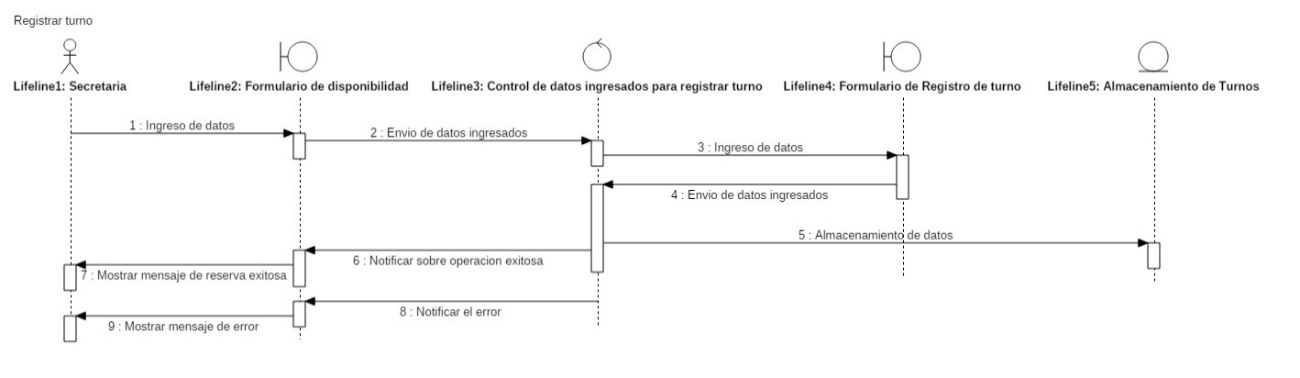 Registrar turno
Lifeline1: Secretaria
Lifeline2: Formulario de disponibilidad
Lifeline3: Control de datos ingresados para registrar turno
Lifeline4: Formulario de Registro de turno
Lifeline5: Almacenamiento de Turnos
1 : Ingreso de datos
2 : Envio de datos ingresados
3 : Ingreso de datos
4 : Envio de datos ingresados
5 : Almacenamiento de datos
6 : Notificar sobre operacion exitosa
7 : Mostrar mensaje de reserva exitosa
8 : Notificar el error
9 : Mostrar mensaje de error